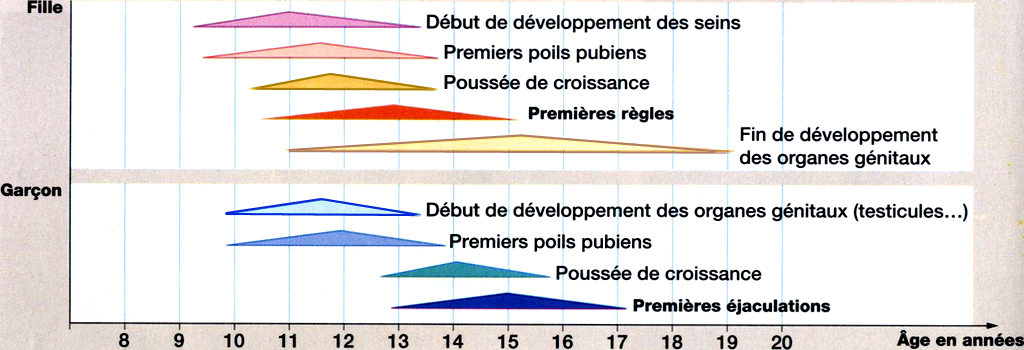 Fille
Début de développement des seins
Premiers poils pubiens
Poussée de croissance
Premières règles
Fin de développement
des organes génitaux
Garçon
Début de développement des organes génitaux (testicules...)
Premiers poils pubiens
Poussée de croissance
Premières éjaculations
8 9 10 11 12 13 14 15 16 17 18 19 20 Âge en années